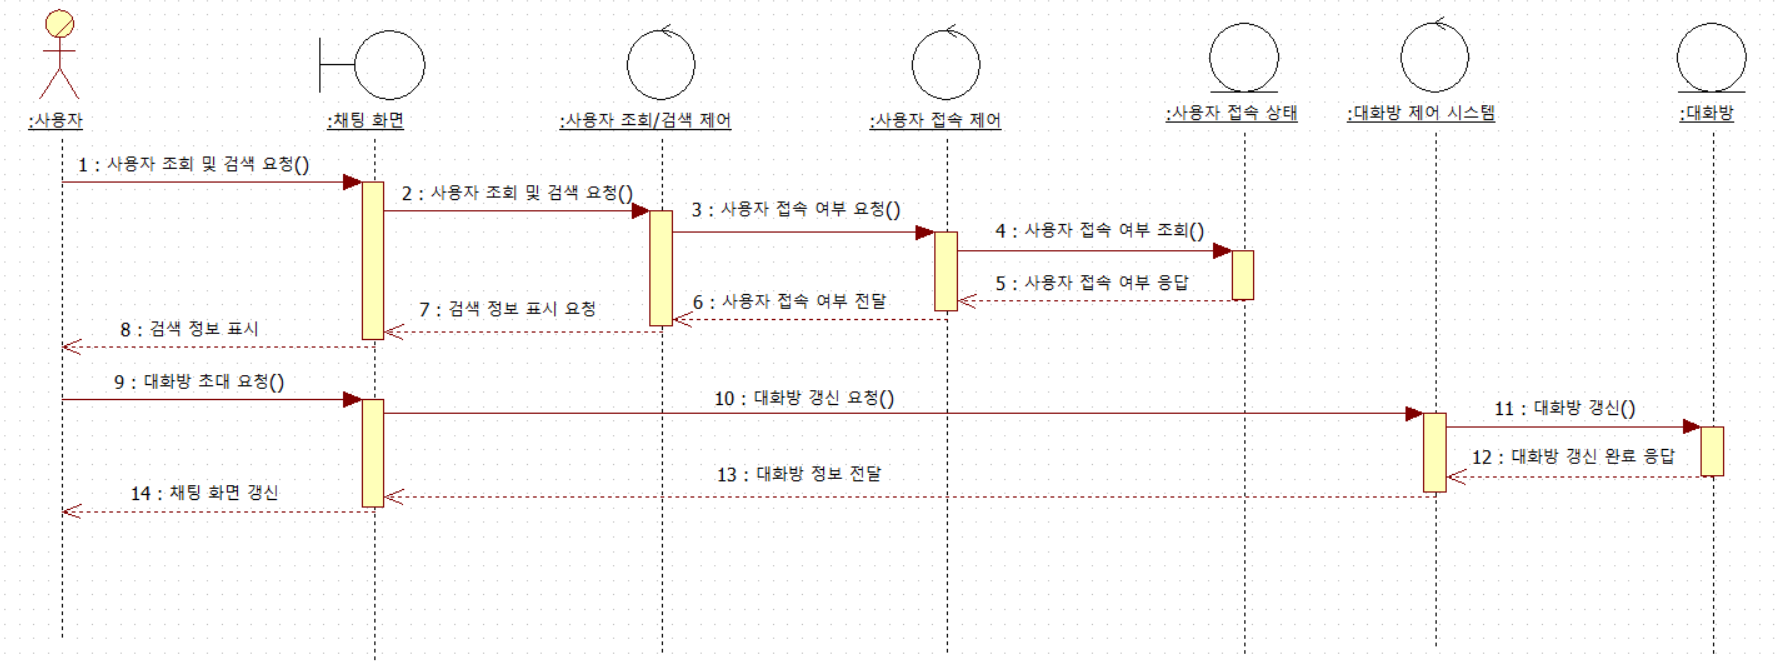 :사용자
:채팅 화면
:사용자 조회/검색 제어
:사용자 접속 제어
:사용자 접속 상태
:대화방 제어 시스템
:대화방
1 : 사용자 조회 및 검색 요청()
2 : 사용자 조회 및 검색 요청()
3 : 사용자 접속 여부 요청()
4 : 사용자 접속 여부 조회()
5 : 사용자 접속 여부 응답
6 : 사용자 접속 여부 전달
7 : 검색 정보 표시 요청
8 : 검색 정보 표시
9 : 대화방 초대 요청()
10 : 대화방 갱신 요청()
11 : 대화방 갱신()
12 : 대화방 갱신 완료 응답
13 : 대화방 정보 전달
14 : 채팅 화면 갱신